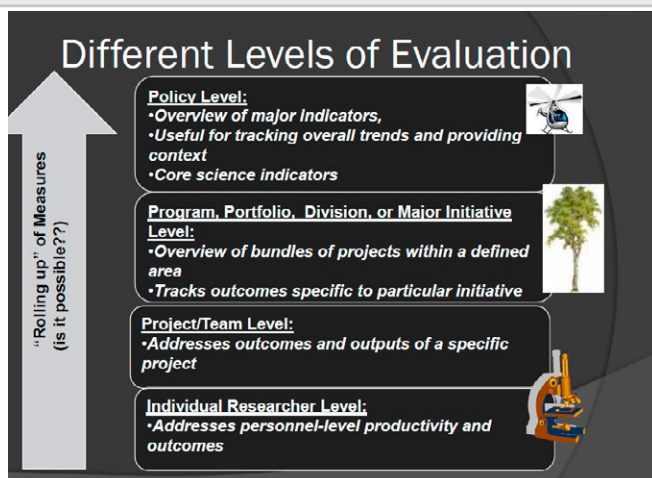 Different Levels of Evaluation
"Rolling up" of Measures
(is it possible??)
Policy Level:
•Overview of major indicators,
•Useful for tracking overall trends and providing
context
•Core science indicators
Program, Portfolio, Division, or Major Initiative
Level:
•Overview of bundles of projects within a defined
area
•Tracks outcomes specific to particular initiative
Project/Team Level:
•Addresses outcomes and outputs of a specific
project
Individual Researcher Level:
•Addresses personnel-level productivity and
outcomes